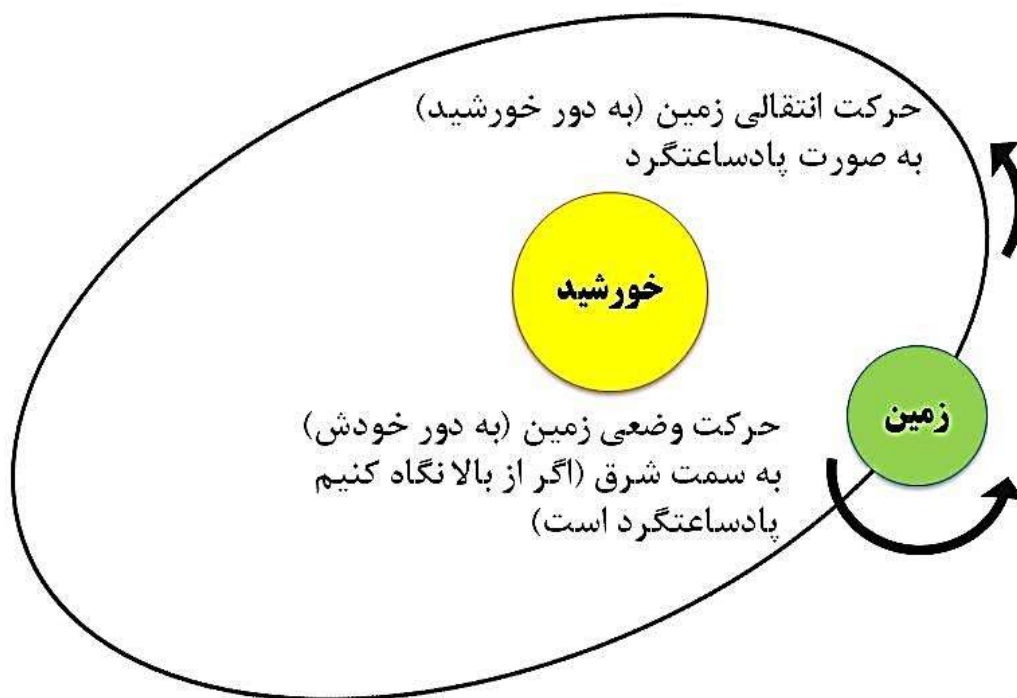 حرکت انتقالی زمین (به دور خورشید)
به صورت پادساعتگرد
خورشید
زمین
حرکت وضعی زمین (به دور خودش)
به سمت شرق (اگر از بالا نگاه کنیم
پادساعتگرد است)